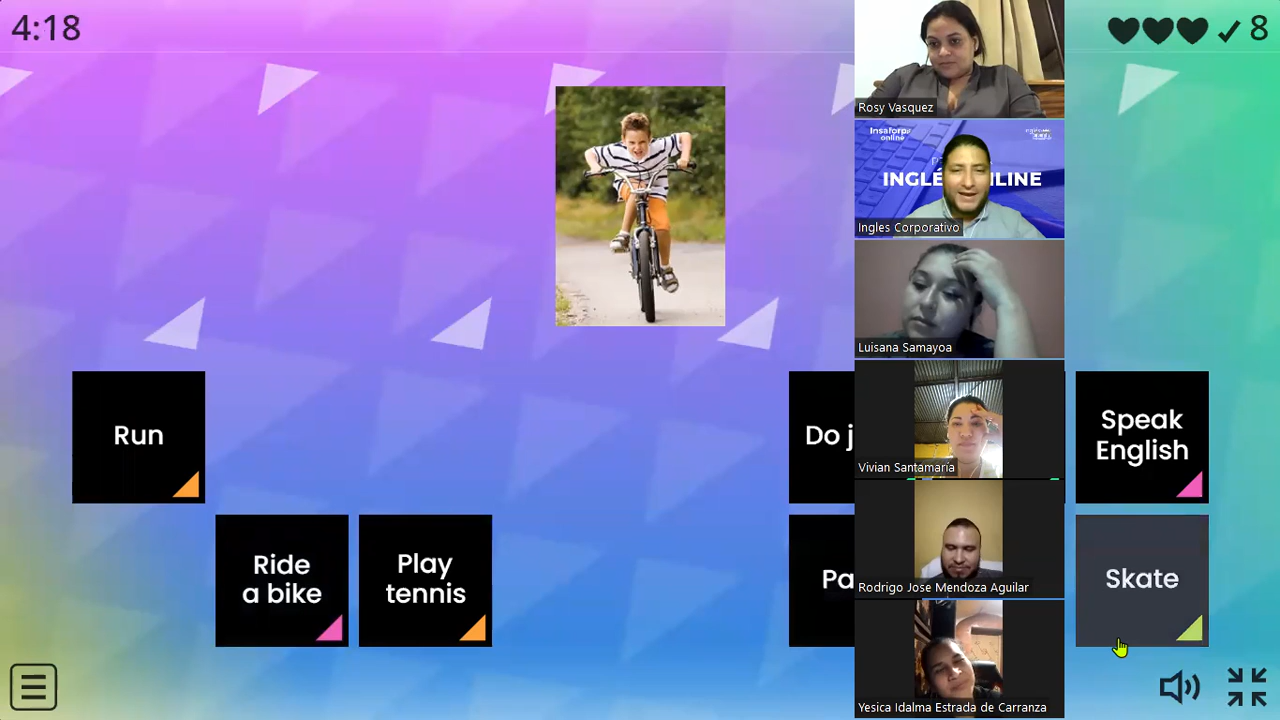 4:18
8
Rosy Vasquez
Insaforp
online
INGLÉ
LINE
Ingles Corporativo
Luisana Samayoa
Vivian Santamaría
Rodrigo Jose Mendoza Aguilar
Yesica Idalma Estrada de Carranza
Run
Do j
Speak
English
Ride
a bike
Play
tennis
Pa
Skate